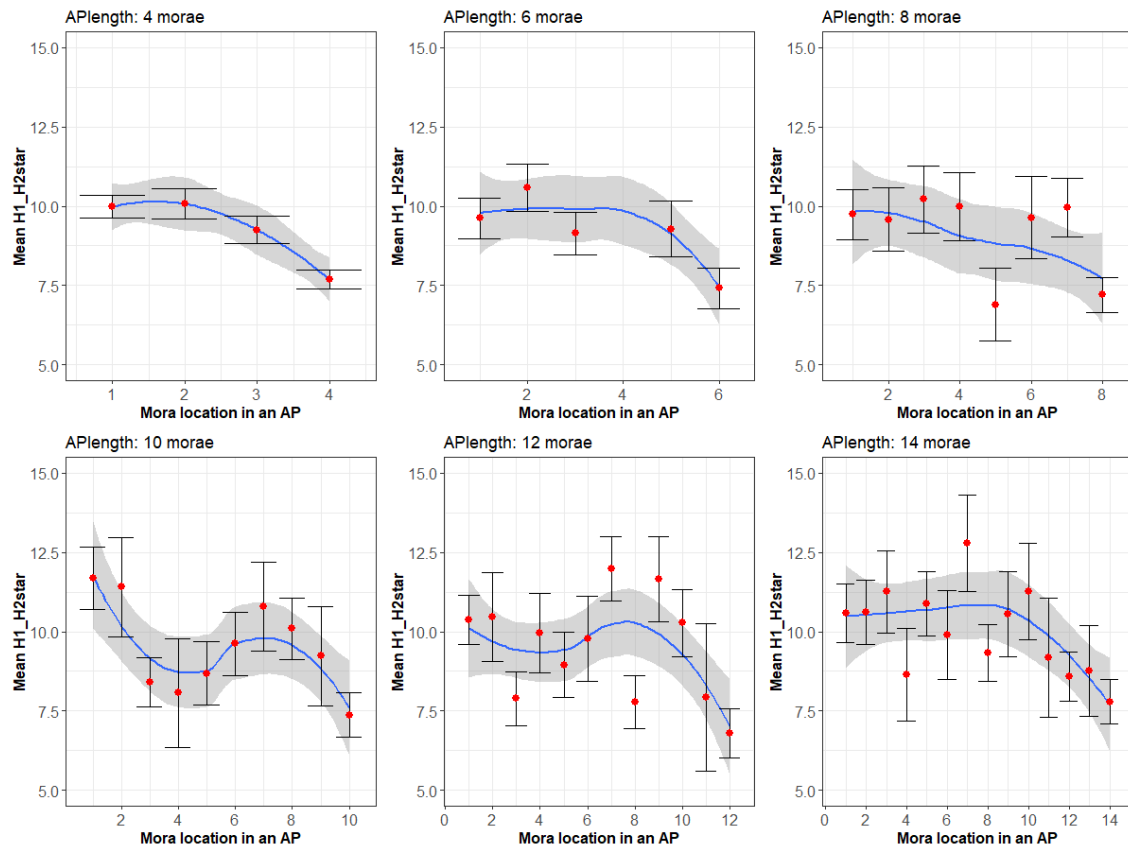 APlength: 4 morae
15.0
12.5
10.0
7.5
5.0
Mean H1_H2star
1 2 3 4
Mora location in an AP
APlength: 6 morae
15.0
12.5
10.0
7.5
5.0
Mean H1_H2star
2 4 6
Mora location in an AP
APlength: 8 morae
15.0
12.5
10.0
7.5
5.0
Mean H1_H2star
2 4 6 8
Mora location in an AP
APlength: 10 morae
15.0
12.5
10.0
7.5
5.0
Mean H1_H2star
2 4 6 8 10
Mora location in an AP
APlength: 12 morae
15.0
12.5
10.0
7.5
5.0
Mean H1_H2star
0 2 4 6 8 10 12
Mora location in an AP
APlength: 14 morae
15.0
12.5
10.0
7.5
5.0
Mean H1_H2star
0 2 4 6 8 10 12 14
Mora location in an AP